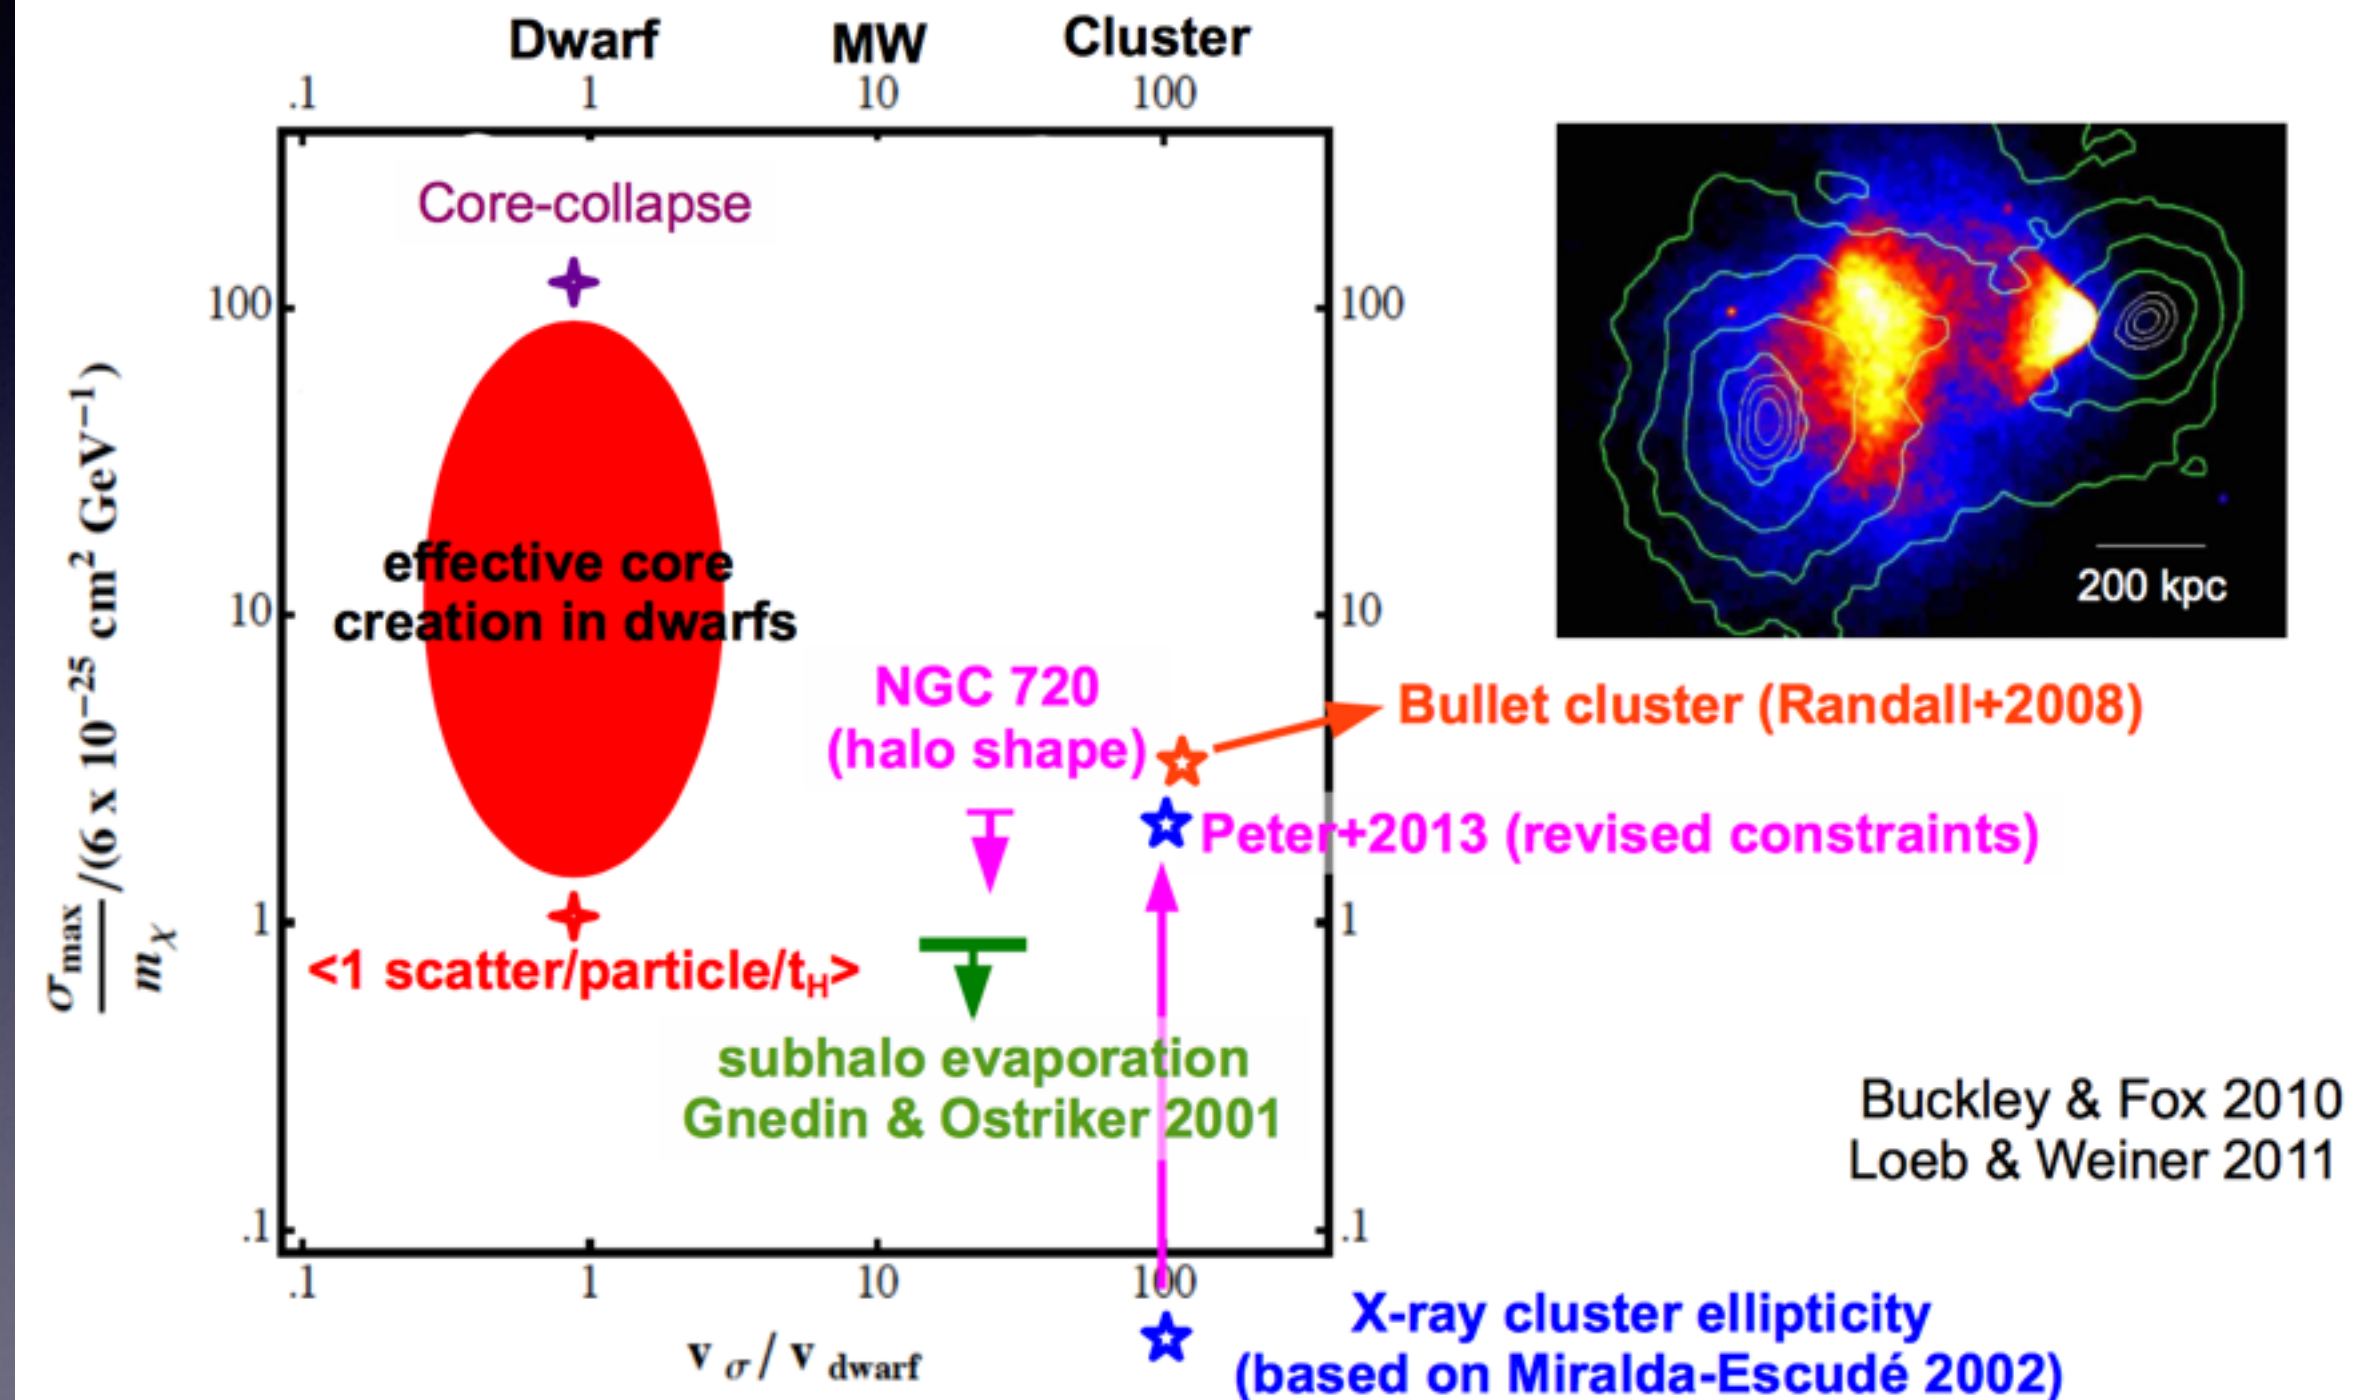 Dwarf MW Cluster
.1 1 10 100
Core-collapse
100 100
effective core
creation in dwarfs
10 10
NGC 720
(halo shape)
Bullet cluster (Randall+2008)
Peter+2013 (revised constraints)
1 1
<1 scatter/particle/tH>
subhalo evaporation
Gnedin & Ostriker 2001
.1 .1
.1 1 10 100
σmax/mχ /(6 x 10⁻²⁵ cm² GeV⁻¹)
v σ / v dwarf
200 kpc
Buckley & Fox 2010
Loeb & Weiner 2011
X-ray cluster ellipticity
(based on Miralda-Escudé 2002)